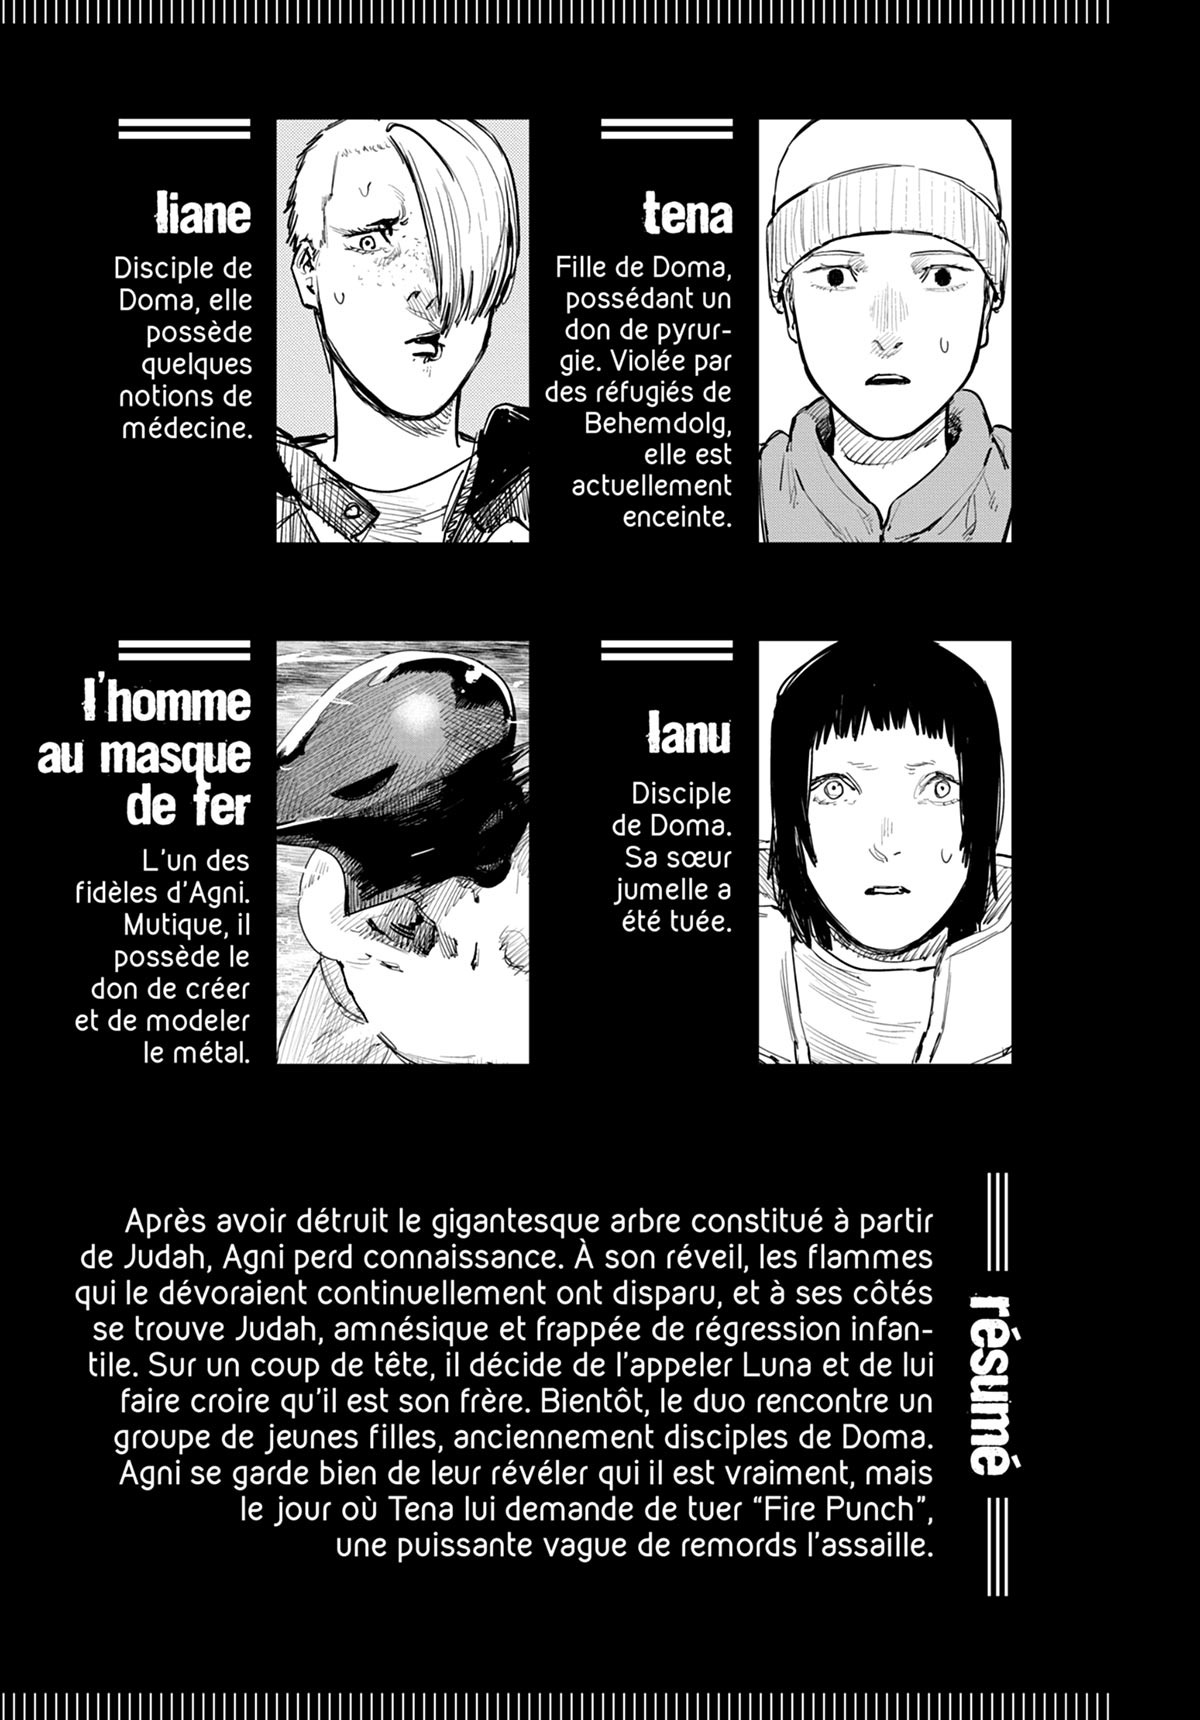 tena
Fille de Doma,
possédant un
don de pyrur-
gie. Violée par
des réfugiés de
Behemdolg,
elle est
actuellement
enceinte.
liane
Disciple de
Doma, elle
possède
quelques
notions de
médecine.
lanu
Disciple
de Doma.
Sa sœur
jumelle a
été tuée.
l'homme
au masque
de fer
L'un des
fidèles d'Agni.
Mutique, il
possède le
don de créer
et de modeler
le métal.
résumé
Après avoir détruit le gigantesque arbre constitué à partir
de Judah, Agni perd connaissance. À son réveil, les flammes
qui le dévoraient continuellement ont disparu, et à ses côtés
se trouve Judah, amnésique et frappée de régression infan-
tile. Sur un coup de tête, il décide de l'appeler Luna et de lui
faire croire qu'il est son frère. Bientôt, le duo rencontre un
groupe de jeunes filles, anciennement disciples de Doma.
Agni se garde bien de leur révéler qui il est vraiment, mais
le jour où Tena lui demande de tuer “Fire Punch”,
une puissante vague de remords l'assaille.